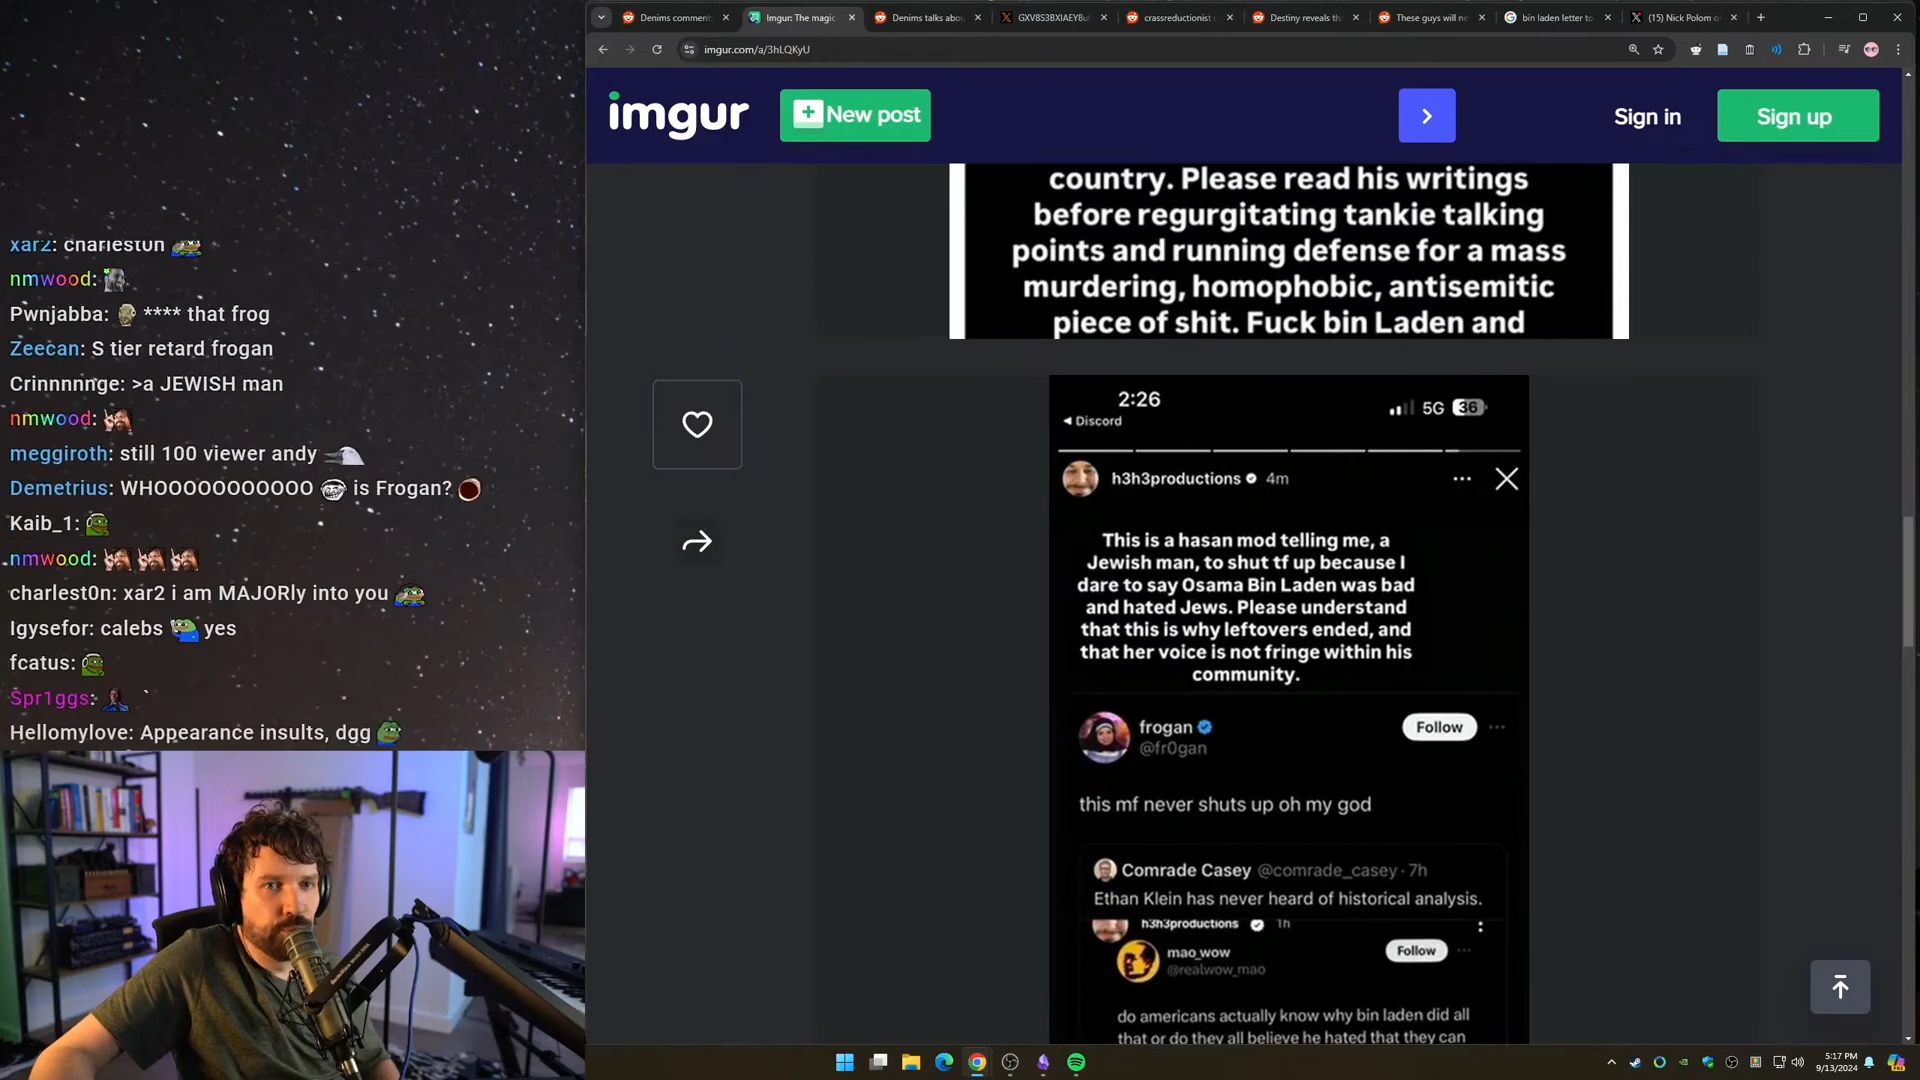 Denims comment
Imgur: The magic
Denims talks abou
GXV8S3BXIAEY8u
crassreductionist
Destiny reveals th
These guys will ne
bin laden letter to
(15) Nick Polom o
imgur.com/a/3hLQKyU
imgur
New post
Sign in
Sign up
country. Please read his writings
before regurgitating tankie talking
points and running defense for a mass
murdering, homophobic, antisemitic
piece of shit. Fuck bin Laden and
2:26
5G
36
Discord
h3h3productions 4m
This is a hasan mod telling me, a
Jewish man, to shut tf up because I
dare to say Osama Bin Laden was bad
and hated Jews. Please understand
that this is why leftovers ended, and
that her voice is not fringe within his
community.
frogan
@fr0gan
Follow
this mf never shuts up oh my god
Comrade Casey @comrade_casey · 7h
Ethan Klein has never heard of historical analysis.
h3h3productions 1h
mao_wow
@realwow_mao
Follow
do americans actually know why bin laden did all
that or do they all believe he hated that they can
xar2: charlest0n
nmwood:
Pwnjabba: **** that frog
Zeecan: S tier retard frogan
Crinnnnnge: >a JEWISH man
nmwood:
meggiroth: still 100 viewer andy
Demetrius: WHOOOOOOOOOOO is Frogan?
Kaib_1:
nmwood:
charlest0n: xar2 i am MAJORly into you
Igysefor: calebs yes
fcatus:
Spr1ggs: `
Hellomylove: Appearance insults, dgg
5:17 PM
9/13/2024